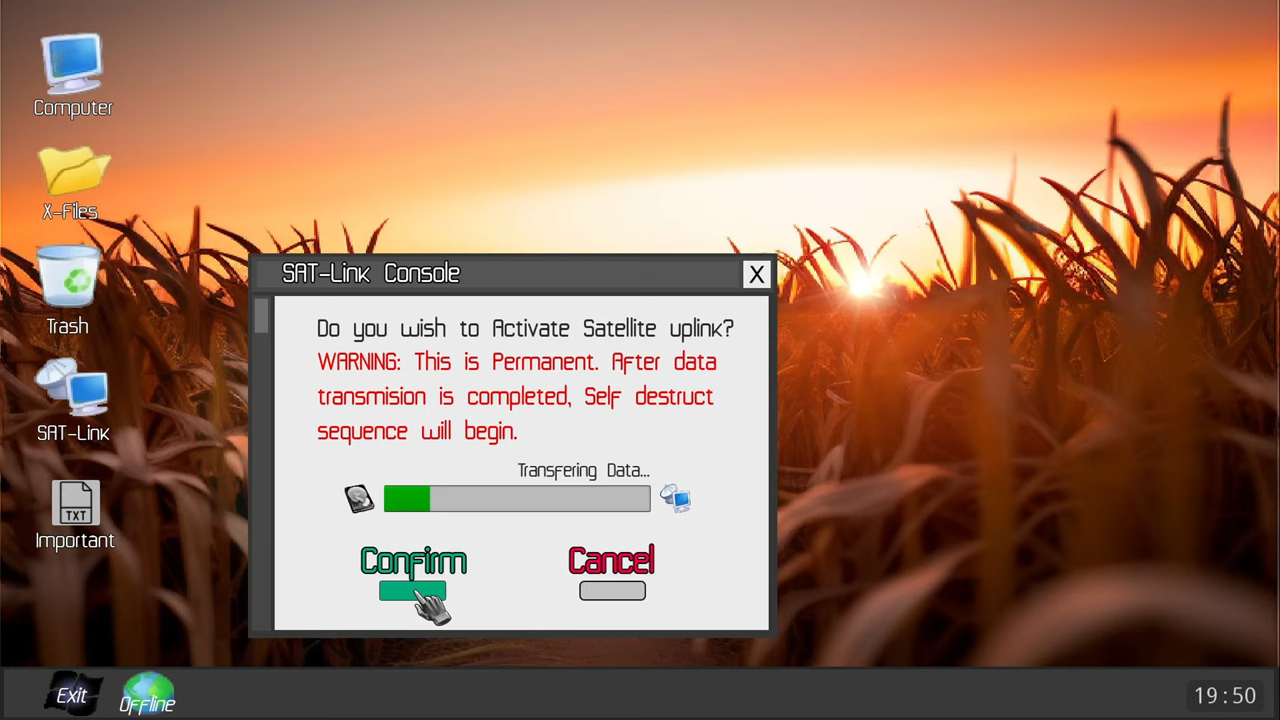 Computer
X-Files
Trash
SAT-Link
TXT
Important
SAT-Link Console
X
Do you wish to Activate Satellite uplink?
WARNING: This is Permanent. After data
transmision is completed, Self destruct
sequence will begin.
Transfering Data...
Confirm
Cancel
Exit
Offline
19:50